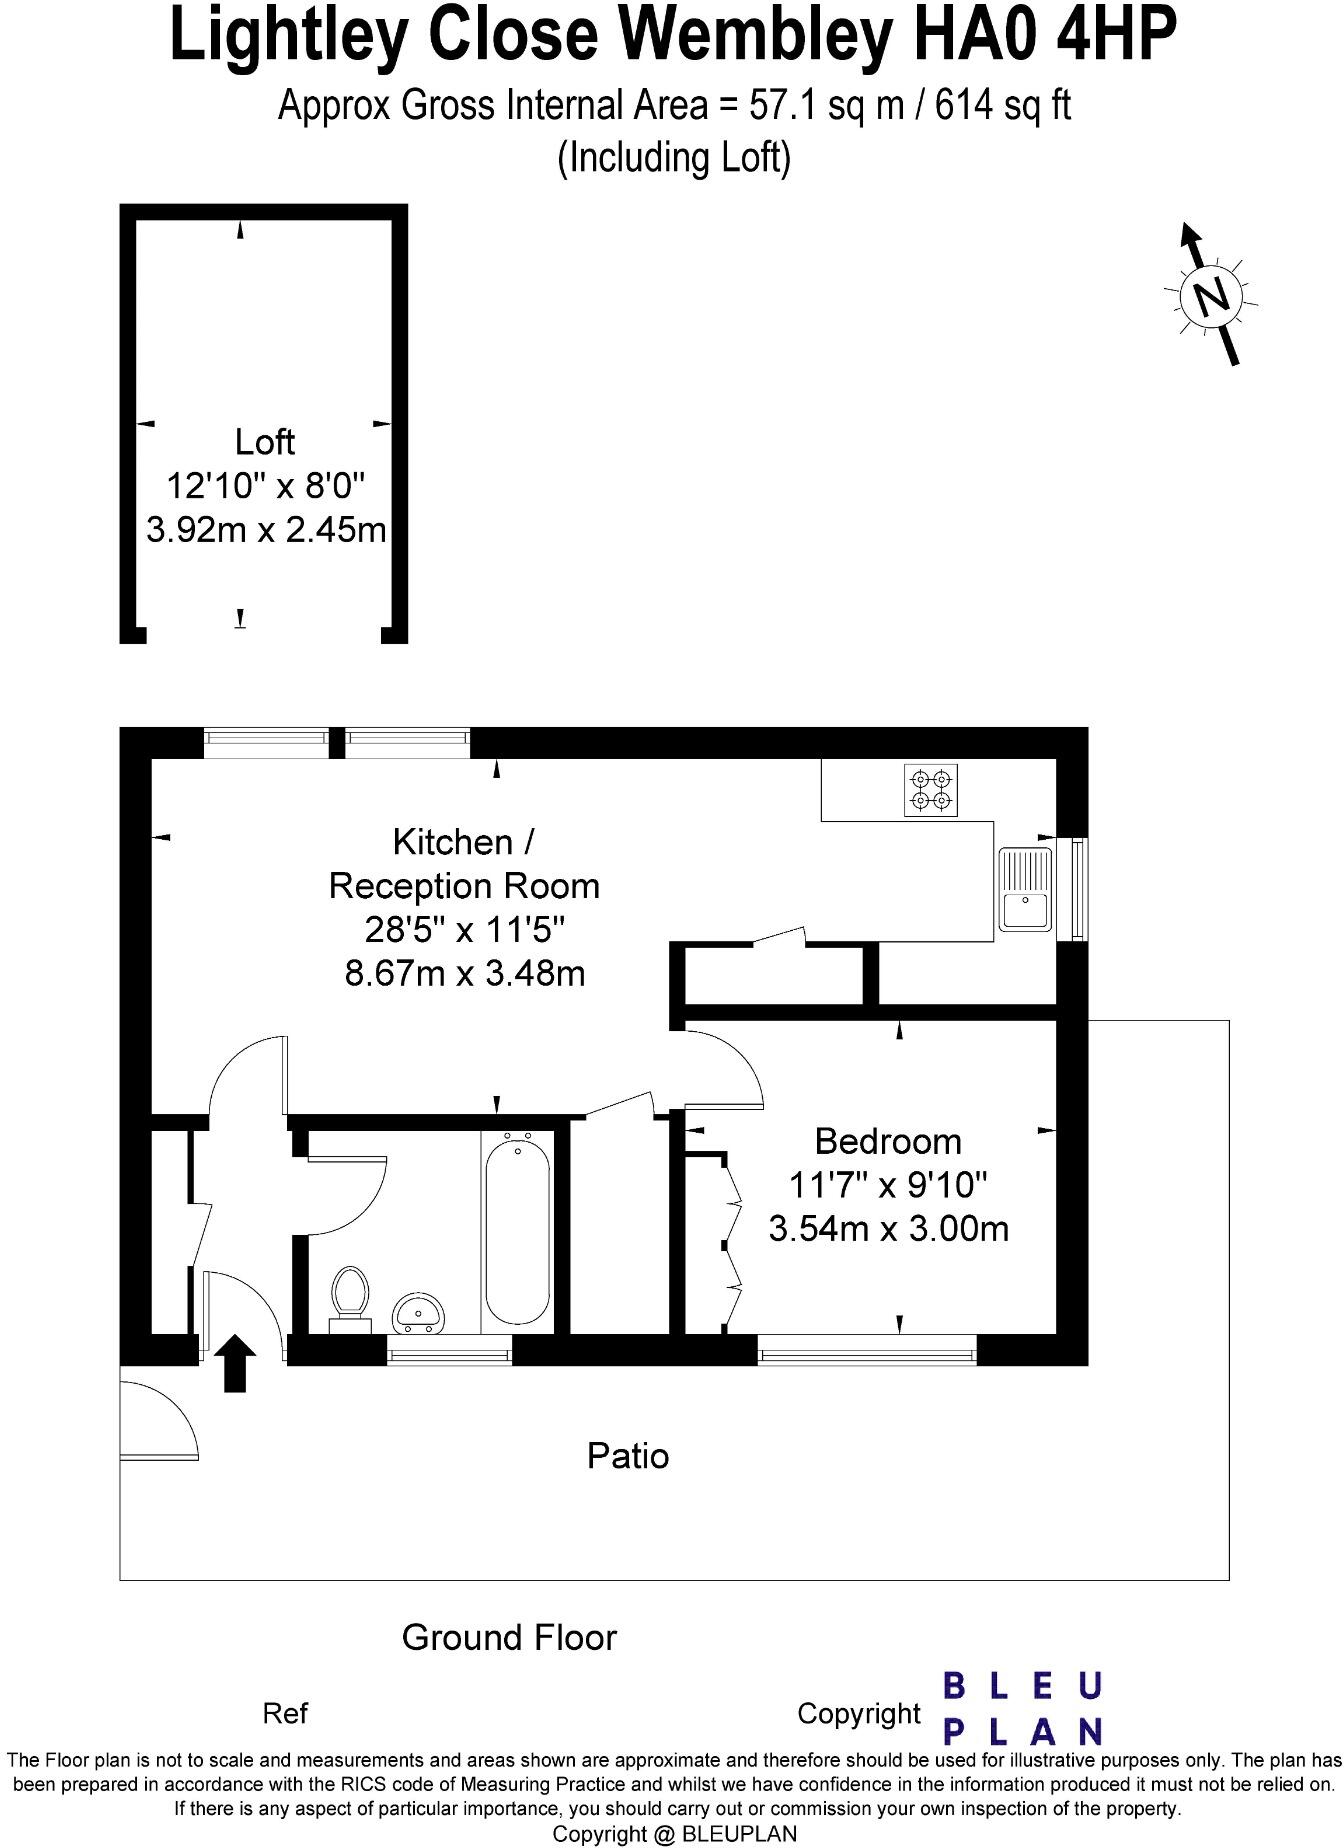 Lightley Close Wembley HA0 4HP
Approx Gross Internal Area = 57.1 sq m / 614 sq ft
(Including Loft)
N
Loft
12'10" x 8'0"
3.92m x 2.45m
Kitchen /
Reception Room
28'5" x 11'5"
8.67m x 3.48m
Bedroom
11'7" x 9'10"
3.54m x 3.00m
Patio
Ground Floor
Ref
Copyright
BLEU
PLAN
The Floor plan is not to scale and measurements and areas shown are approximate and therefore should be used for illustrative purposes only. The plan has
been prepared in accordance with the RICS code of Measuring Practice and whilst we have confidence in the information produced it must not be relied on.
If there is any aspect of particular importance, you should carry out or commission your own inspection of the property.
Copyright @ BLEUPLAN